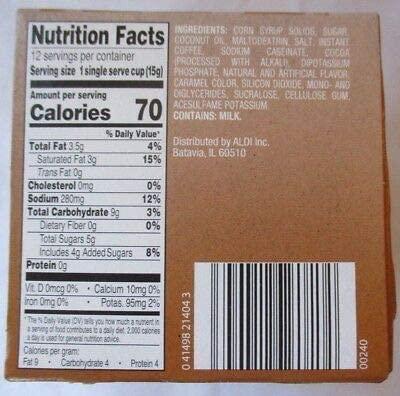 Nutrition Facts
12 servings per container
Serving size 1 single serve cup (15g)
Amount per serving
Calories 70
% Daily Value*
Total Fat 3.5g 4%
Saturated Fat 3g 15%
Trans Fat 0g
Cholesterol 0mg 0%
Sodium 280mg 12%
Total Carbohydrate 9g 3%
Dietary Fiber 0g 0%
Total Sugars 5g
Includes 4g Added Sugars 8%
Protein 0g
Vit. D 0mcg 0% • Calcium 10mg 0%
Iron 0mg 0% • Potas. 95mg 2%
* The % Daily Value (DV) tells you how much a nutrient in
a serving of food contributes to a daily diet. 2,000 calories
a day is used for general nutrition advice.
Calories per gram:
Fat 9 • Carbohydrate 4 • Protein 4
INGREDIENTS: CORN SYRUP SOLIDS, SUGAR,
COCONUT OIL, MALTODEXTRIN, SALT, INSTANT
COFFEE, SODIUM CASEINATE, COCOA
(PROCESSED WITH ALKALI), DIPOTASSIUM
PHOSPHATE, NATURAL AND ARTIFICIAL FLAVOR,
CARAMEL COLOR, SILICON DIOXIDE, MONO- AND
DIGLYCERIDES, SUCRALOSE, CELLULOSE GUM,
ACESULFAME POTASSIUM
CONTAINS: MILK.
Distributed by ALDI Inc.
Batavia, IL 60510
0 41498 21404 3
00240